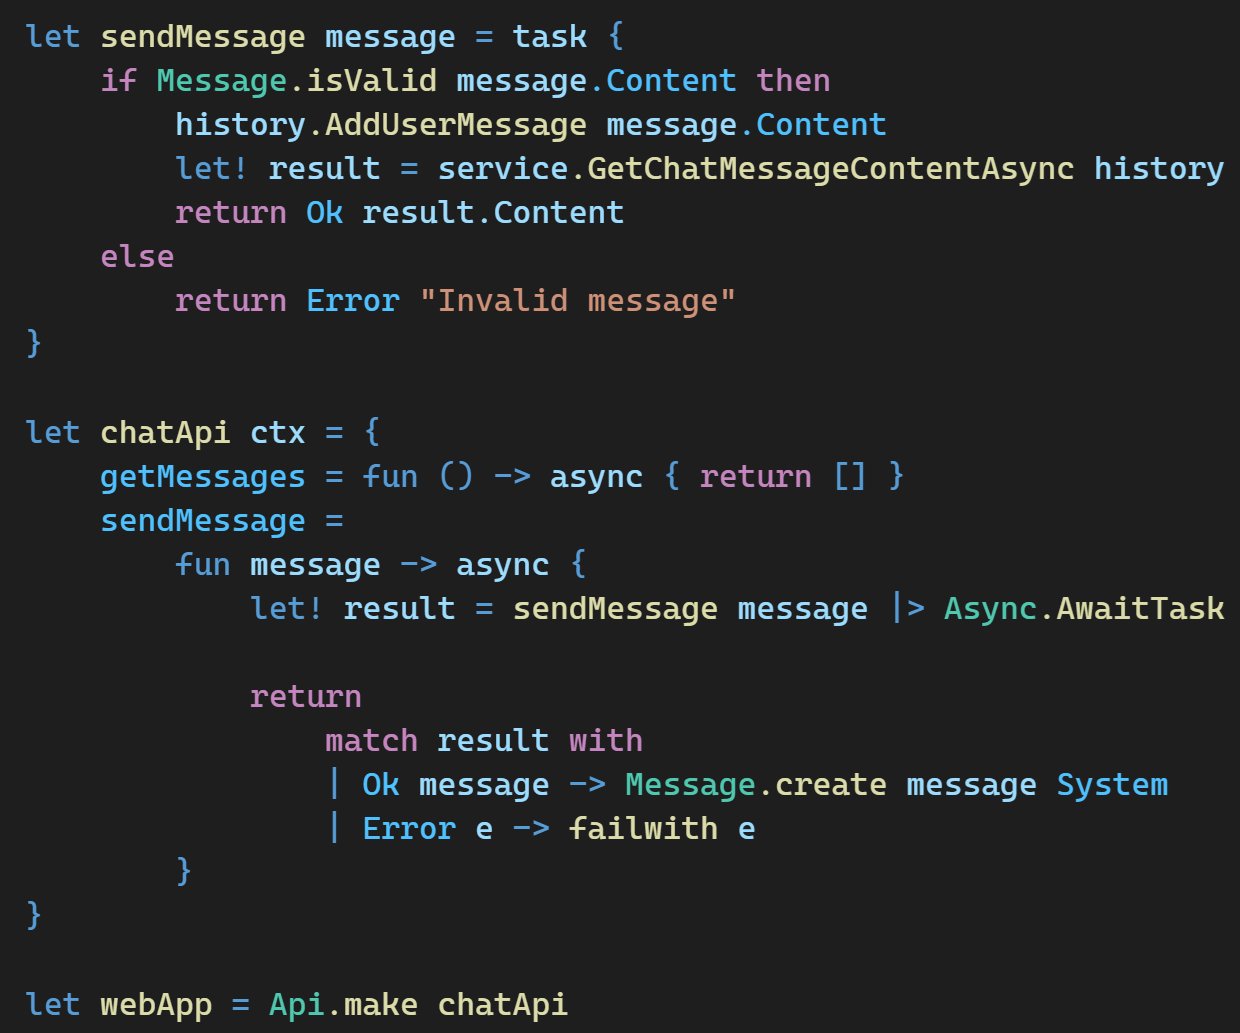 let sendMessage message = task {
    if Message.isValid message.Content then
        history.AddUserMessage message.Content
        let! result = service.GetChatMessageContentAsync history
        return Ok result.Content
    else
        return Error "Invalid message"
}

let chatApi ctx = {
    getMessages = fun () -> async { return [] }
    sendMessage =
        fun message -> async {
            let! result = sendMessage message |> Async.AwaitTask

            return
                match result with
                | Ok message -> Message.create message System
                | Error e -> failwith e
        }
}

let webApp = Api.make chatApi